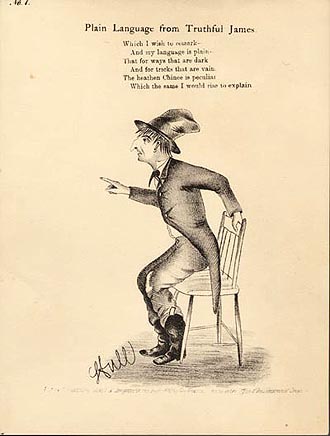 No. 1.
Plain Language from Truthful James.
Which I wish to remark—
And my language is plain—
That for ways that are dark
And for tricks that are vain,
The heathen Chinee is peculiar
Which the same I would rise to explain
Hull